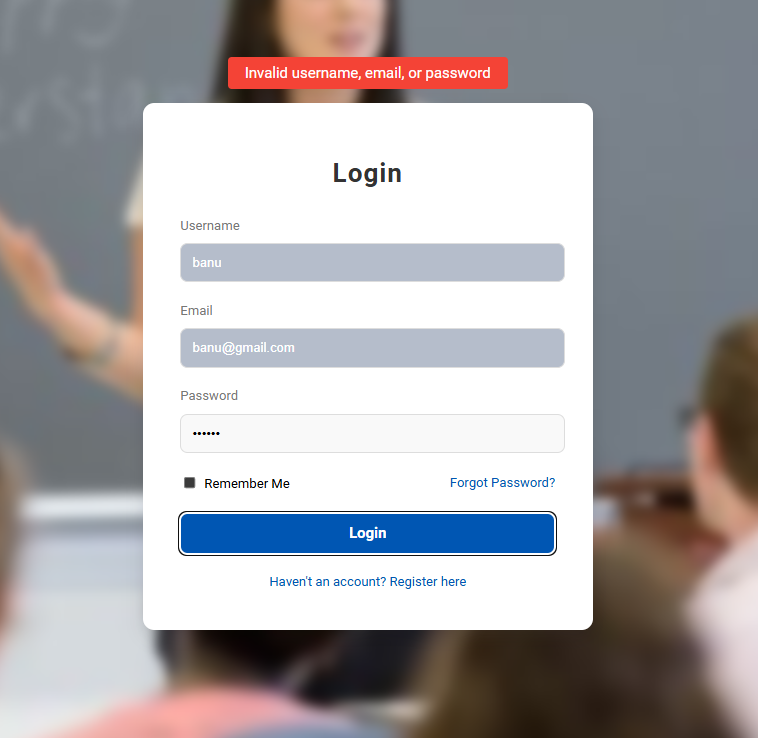 Invalid username, email, or password
Login
Username
banu
Email
banu@gmail.com
Password
••••••
Remember Me
Forgot Password?
Login
Haven't an account? Register here